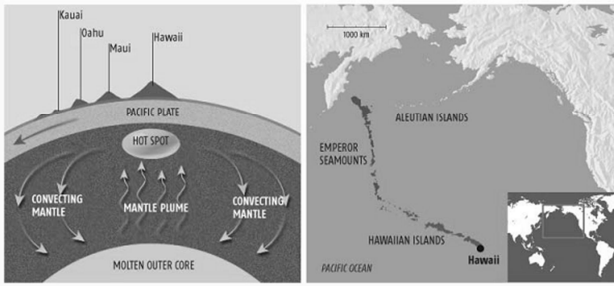 Kauai
Oahu
Maui
Hawaii
PACIFIC PLATE
HOT SPOT
CONVECTING
MANTLE
MANTLE PLUME
CONVECTING
MANTLE
MOLTEN OUTER CORE
1000 km
ALEUTIAN ISLANDS
EMPEROR
SEAMOUNTS
HAWAIIAN ISLANDS
Hawaii
PACIFIC OCEAN